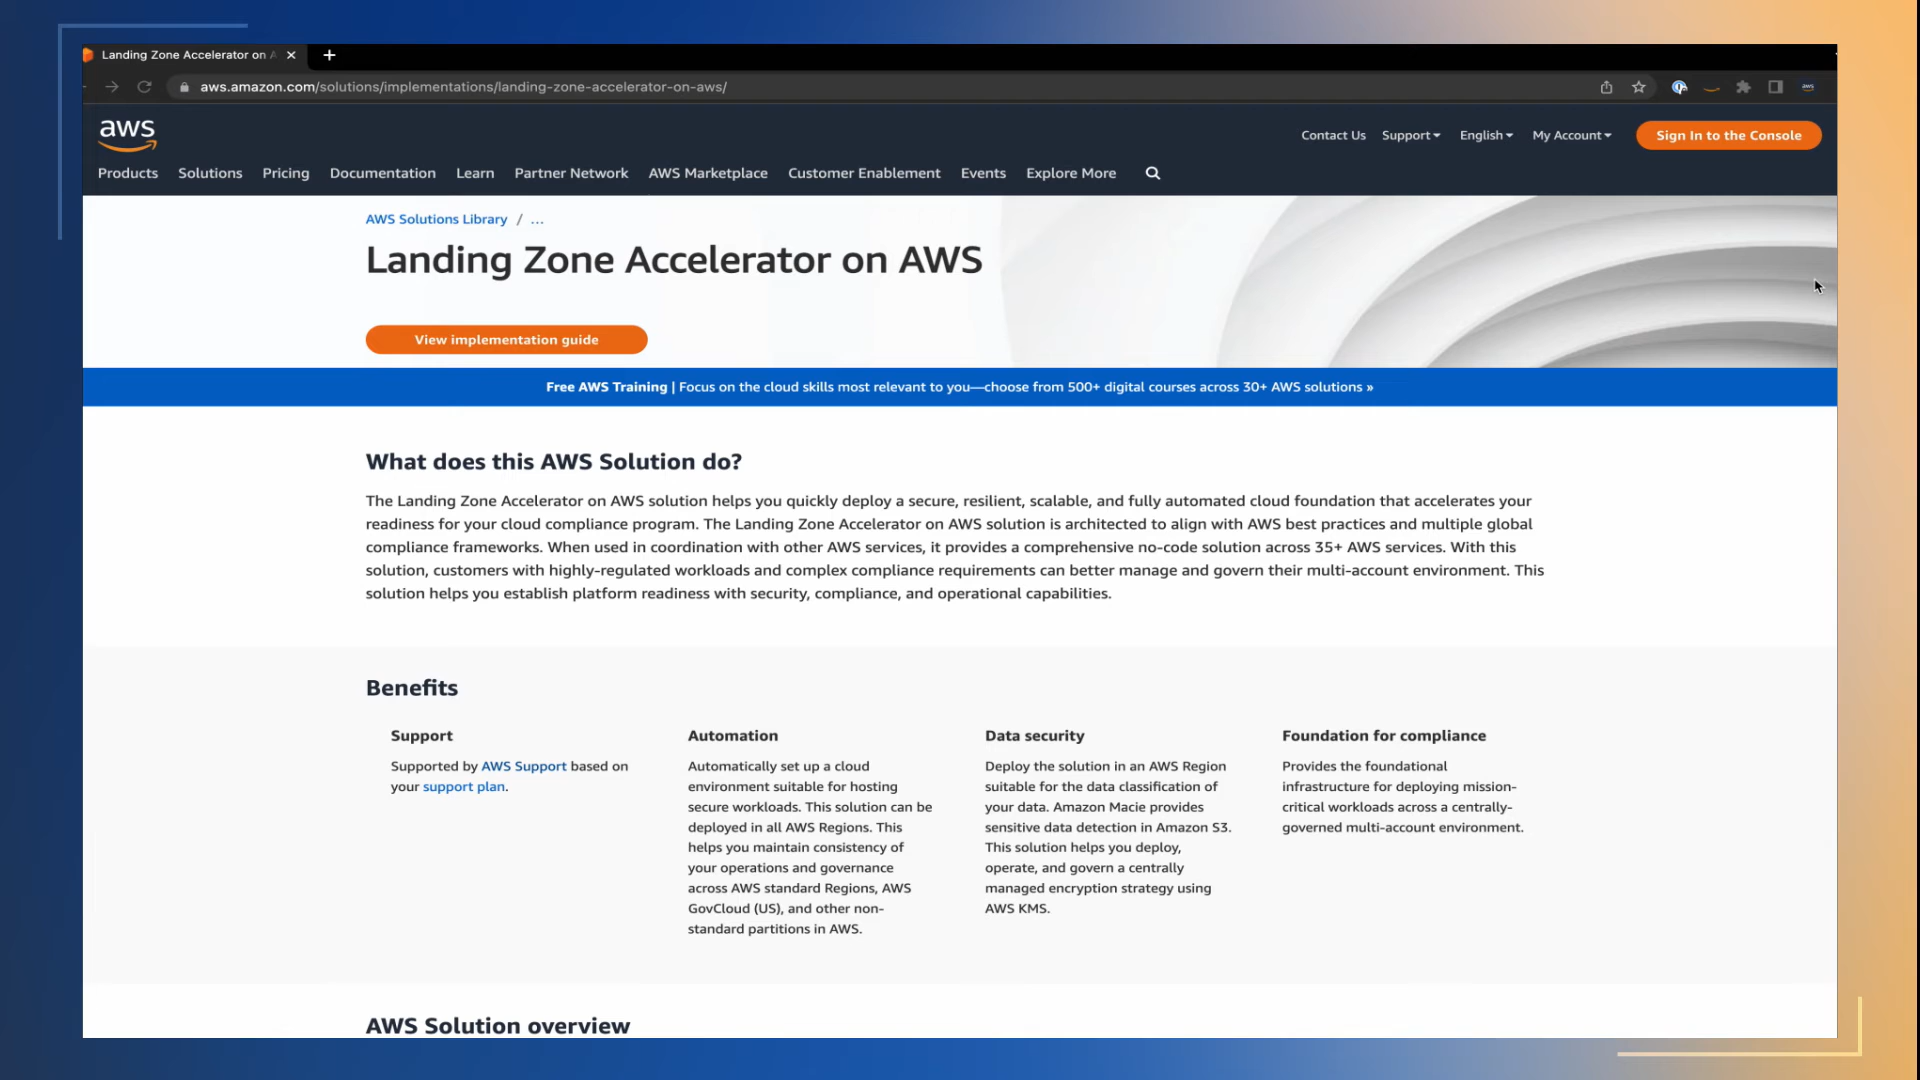 Landing Zone Accelerator on A
aws.amazon.com/solutions/implementations/landing-zone-accelerator-on-aws/
aws
aws
Contact Us Support English My Account Sign In to the Console
Products Solutions Pricing Documentation Learn Partner Network AWS Marketplace Customer Enablement Events Explore More
AWS Solutions Library / ...
Landing Zone Accelerator on AWS
View implementation guide
Free AWS Training | Focus on the cloud skills most relevant to you—choose from 500+ digital courses across 30+ AWS solutions »
What does this AWS Solution do?
The Landing Zone Accelerator on AWS solution helps you quickly deploy a secure, resilient, scalable, and fully automated cloud foundation that accelerates your
readiness for your cloud compliance program. The Landing Zone Accelerator on AWS solution is architected to align with AWS best practices and multiple global
compliance frameworks. When used in coordination with other AWS services, it provides a comprehensive no-code solution across 35+ AWS services. With this
solution, customers with highly-regulated workloads and complex compliance requirements can better manage and govern their multi-account environment. This
solution helps you establish platform readiness with security, compliance, and operational capabilities.
Benefits
Support
Supported by AWS Support based on
your support plan.
Automation
Automatically set up a cloud
environment suitable for hosting
secure workloads. This solution can be
deployed in all AWS Regions. This
helps you maintain consistency of
your operations and governance
across AWS standard Regions, AWS
GovCloud (US), and other non-
standard partitions in AWS.
Data security
Deploy the solution in an AWS Region
suitable for the data classification of
your data. Amazon Macie provides
sensitive data detection in Amazon S3.
This solution helps you deploy,
operate, and govern a centrally
managed encryption strategy using
AWS KMS.
Foundation for compliance
Provides the foundational
infrastructure for deploying mission-
critical workloads across a centrally-
governed multi-account environment.
AWS Solution overview